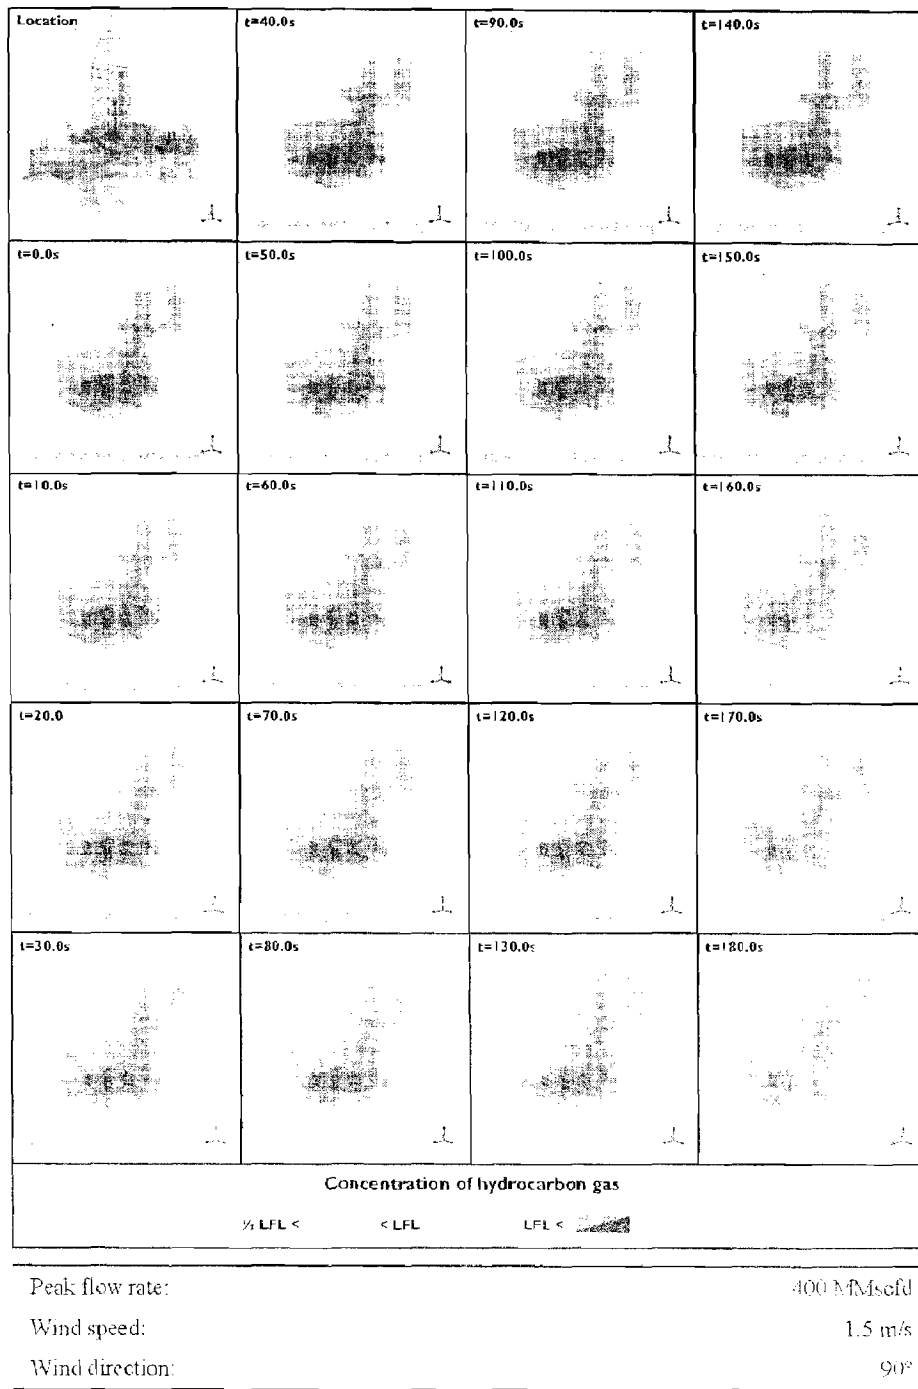 Location
t=40.0s
t=90.0s
t=140.0s
t=0.0s
t=50.0s
t=100.0s
t=150.0s
t=10.0s
t=60.0s
t=110.0s
t=160.0s
t=20.0
t=70.0s
t=120.0s
t=170.0s
t=30.0s
t=80.0s
t=130.0s
t=180.0s
Concentration of hydrocarbon gas
½ LFL < < LFL LFL <
Peak flow rate: 400 MMscfd
Wind speed: 1.5 m/s
Wind direction: 90°